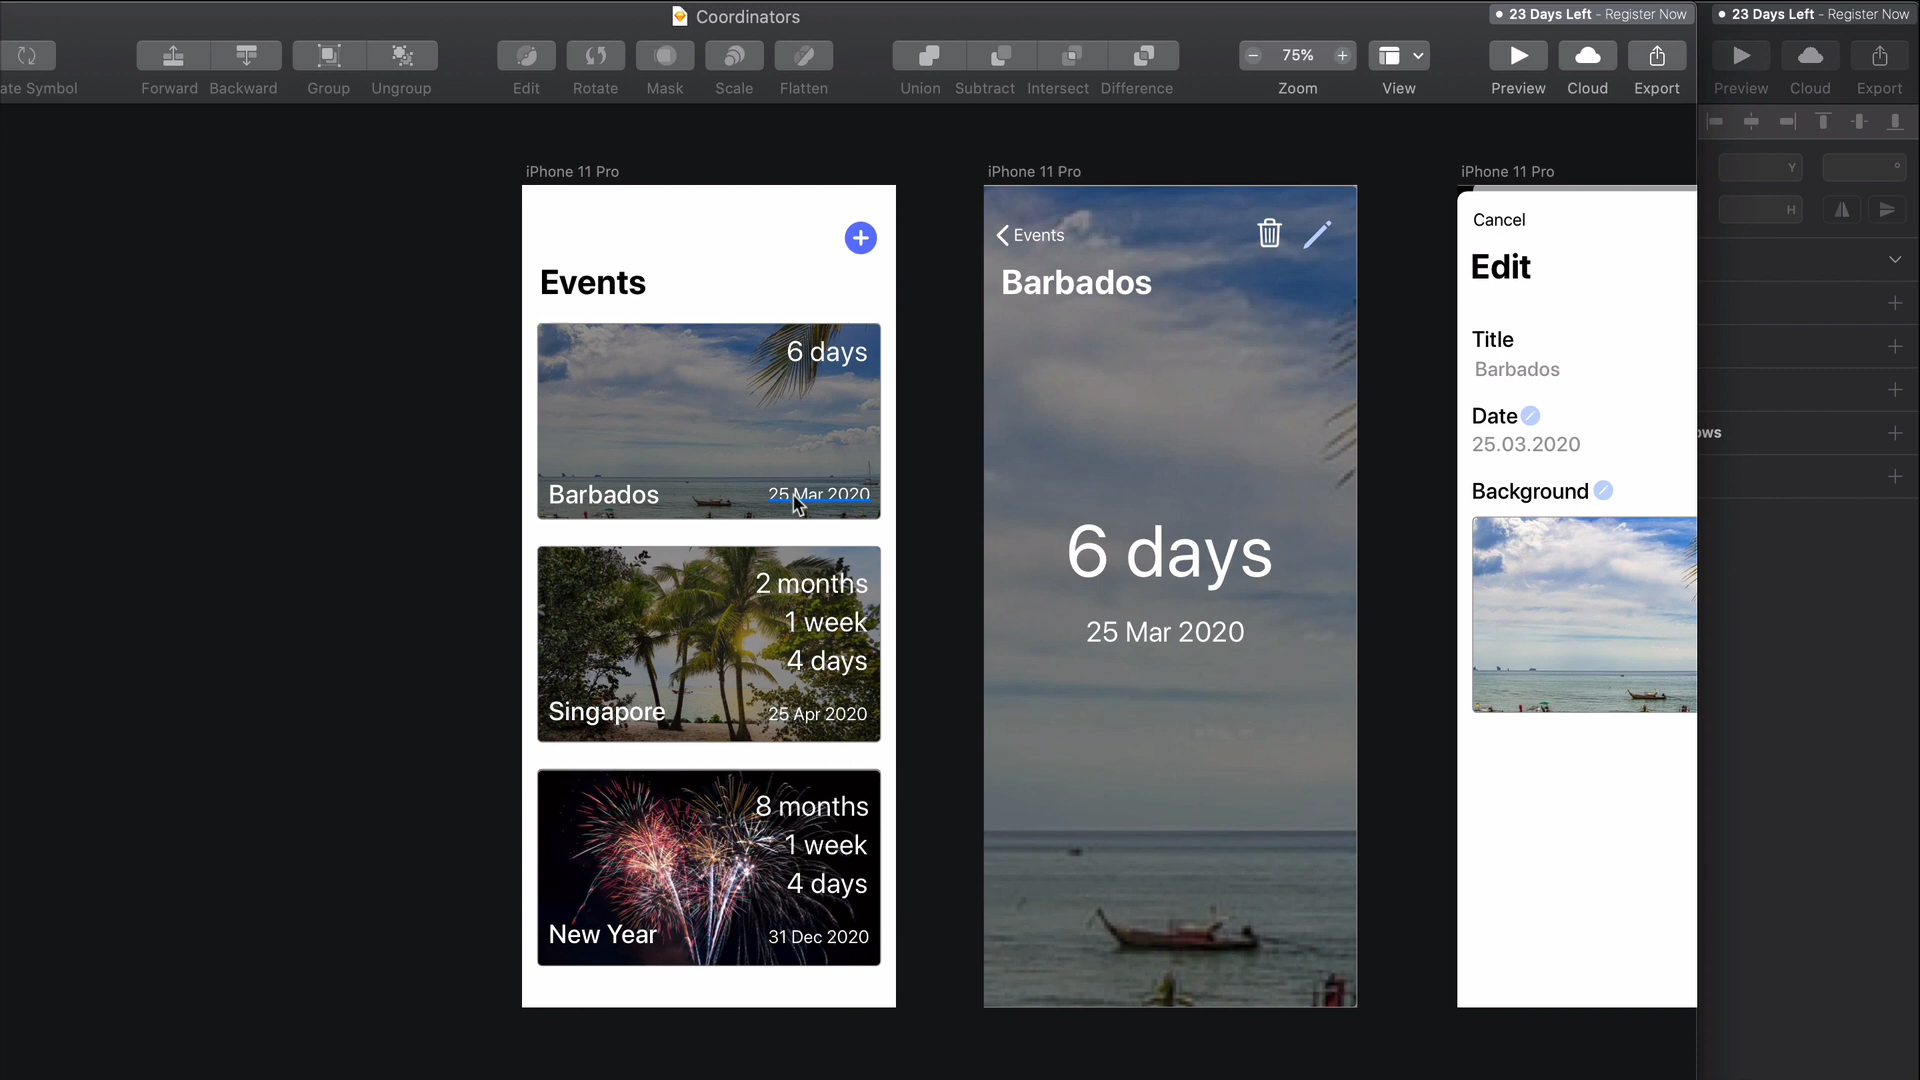 Coordinators
23 Days Left - Register Now
23 Days Left - Register Now
ate Symbol
Forward
Backward
Group
Ungroup
Edit
Rotate
Mask
Scale
Flatten
Union
Subtract
Intersect
Difference
75%
Zoom
View
Preview
Cloud
Export
Preview
Cloud
Export
Y
°
H
ows
iPhone 11 Pro
Events
6 days
Barbados
25 Mar 2020
2 months
1 week
4 days
Singapore
25 Apr 2020
8 months
1 week
4 days
New Year
31 Dec 2020
iPhone 11 Pro
Events
Barbados
6 days
25 Mar 2020
iPhone 11 Pro
Cancel
Edit
Title
Barbados
Date
25.03.2020
Background